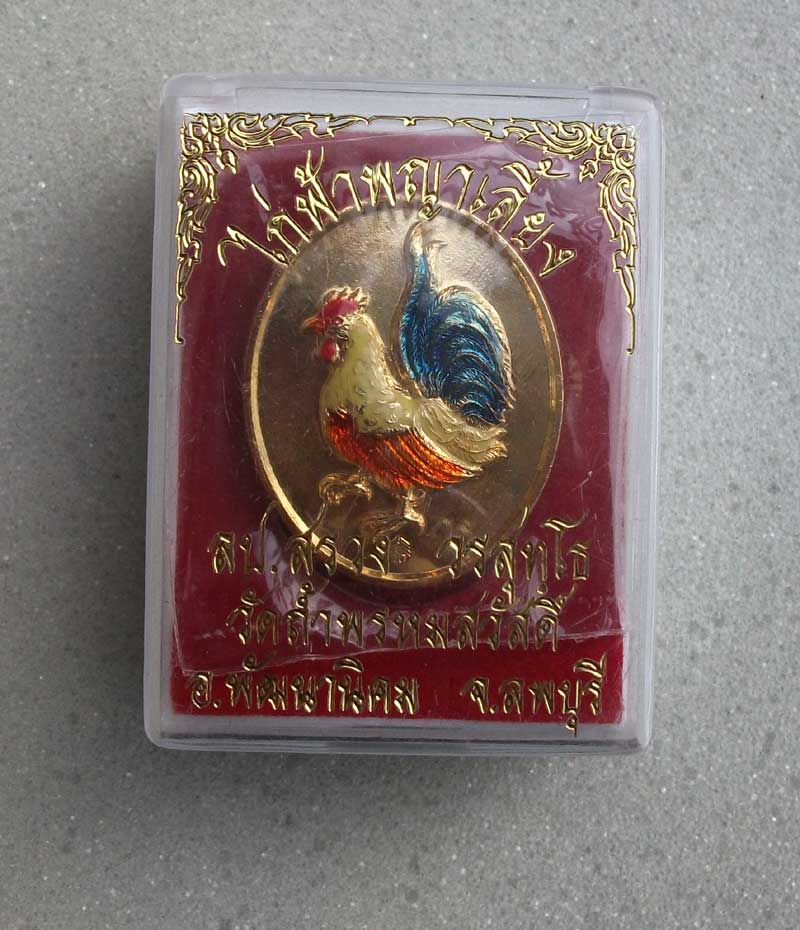 ไก่ฟ้าพญาเลี้ยง
ลป.สรวง วรสุทโธ
วัดถ้ำพรหมสวัสดิ์
อ.พัฒนานิคม จ.ลพบุรี